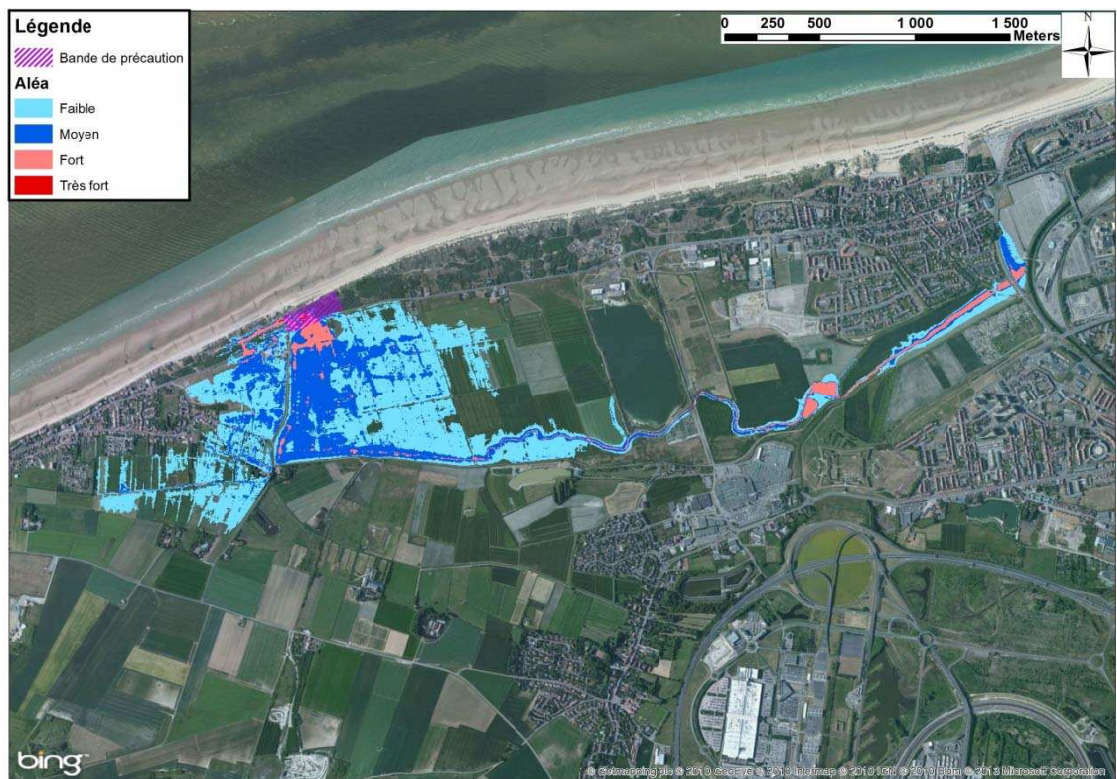 Légende
Bande de précaution
Aléa
Faible
Moyen
Fort
Très fort
0 250 500 1 000 1 500
Meters
N
bing™
© Getmapping plc © 2010 GeoEye © 2010 Intermap © 2010 IGN © 2010 Blom © 2013 Microsoft Corporation